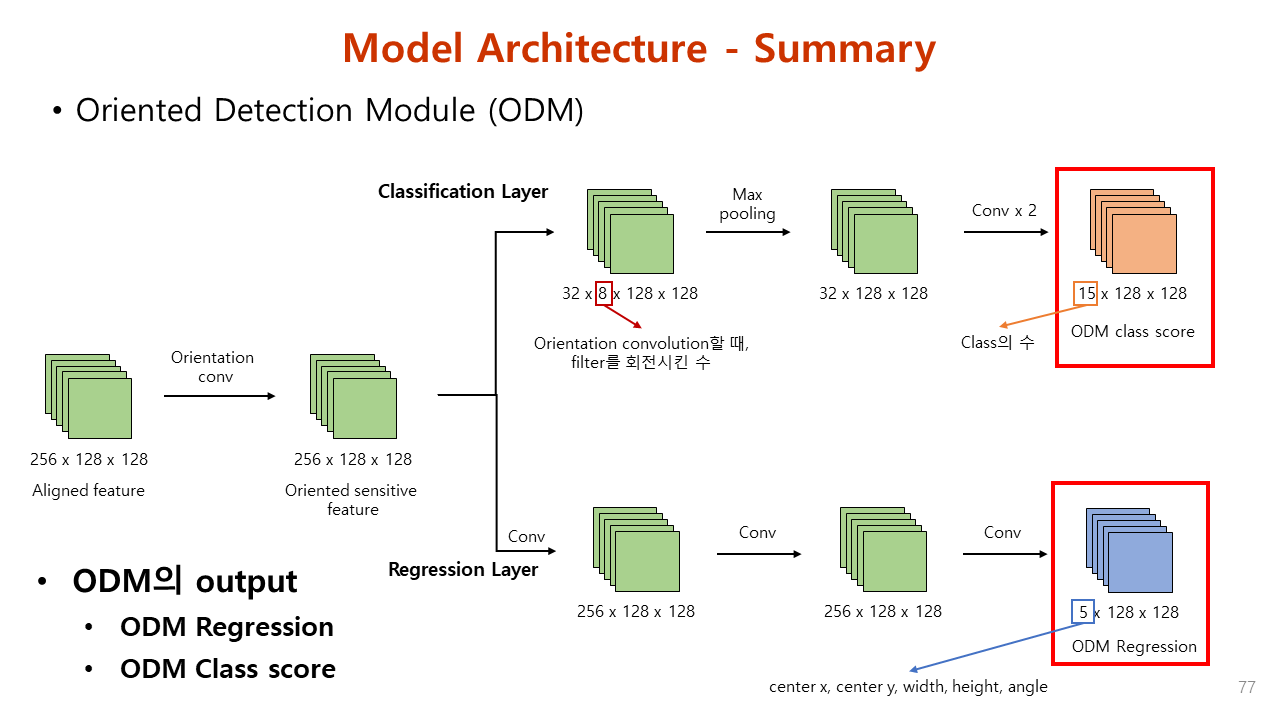 Model Architecture - Summary
• Oriented Detection Module (ODM)
Classification Layer
Max
pooling
Conv x 2
32 x 8 x 128 x 128
32 x 128 x 128
15 x 128 x 128
ODM class score
Orientation convolution할 때,
filter를 회전시킨 수
Class의 수
Orientation
conv
256 x 128 x 128
Aligned feature
256 x 128 x 128
Oriented sensitive
feature
Conv
Regression Layer
Conv
Conv
256 x 128 x 128
256 x 128 x 128
5 x 128 x 128
ODM Regression
center x, center y, width, height, angle
• ODM의 output
• ODM Regression
• ODM Class score
77